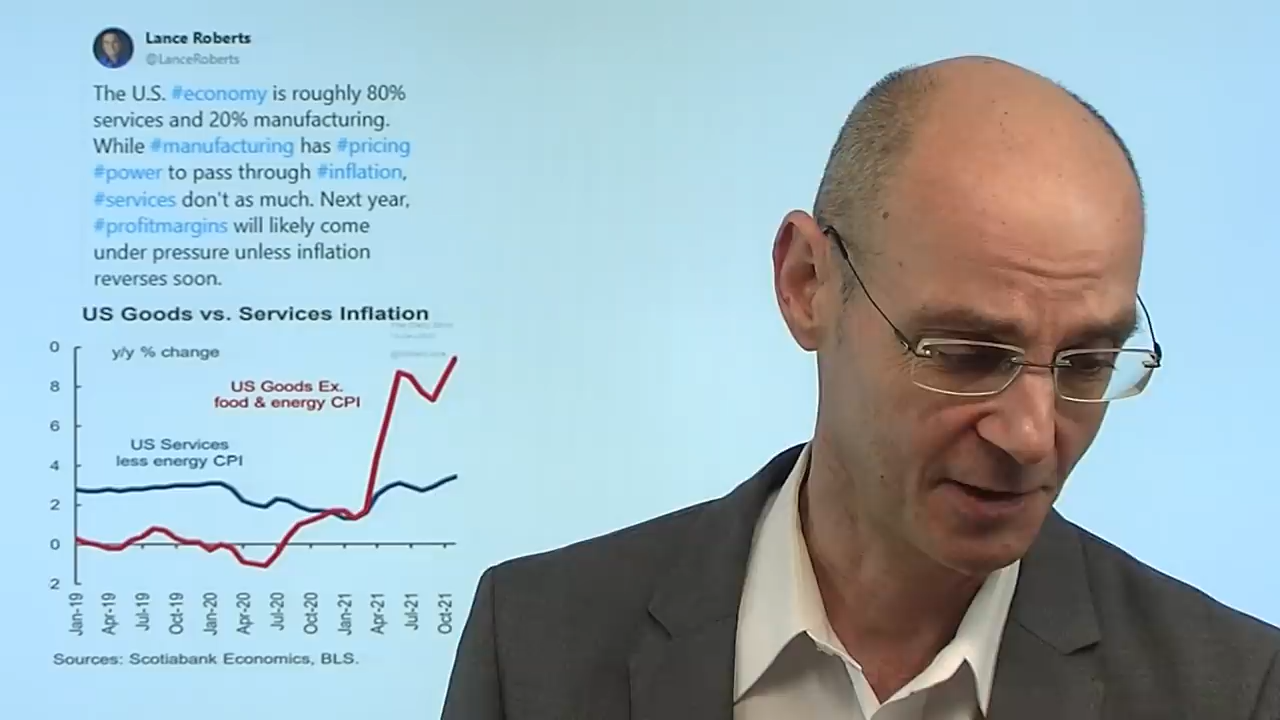 Lance Roberts
@LanceRoberts
The U.S. #economy is roughly 80%
services and 20% manufacturing.
While #manufacturing has #pricing
#power to pass through #inflation,
#services don't as much. Next year,
#profitmargins will likely come
under pressure unless inflation
reverses soon.
US Goods vs. Services Inflation
y/y % change
US Goods Ex.
food & energy CPI
US Services
less energy CPI
0
8
6
4
2
0
2
Jan-19 Apr-19 Jul-19 Oct-19 Jan-20 Apr-20 Jul-20 Oct-20 Jan-21 Apr-21 Jul-21 Oct-21
Sources: Scotiabank Economics, BLS.